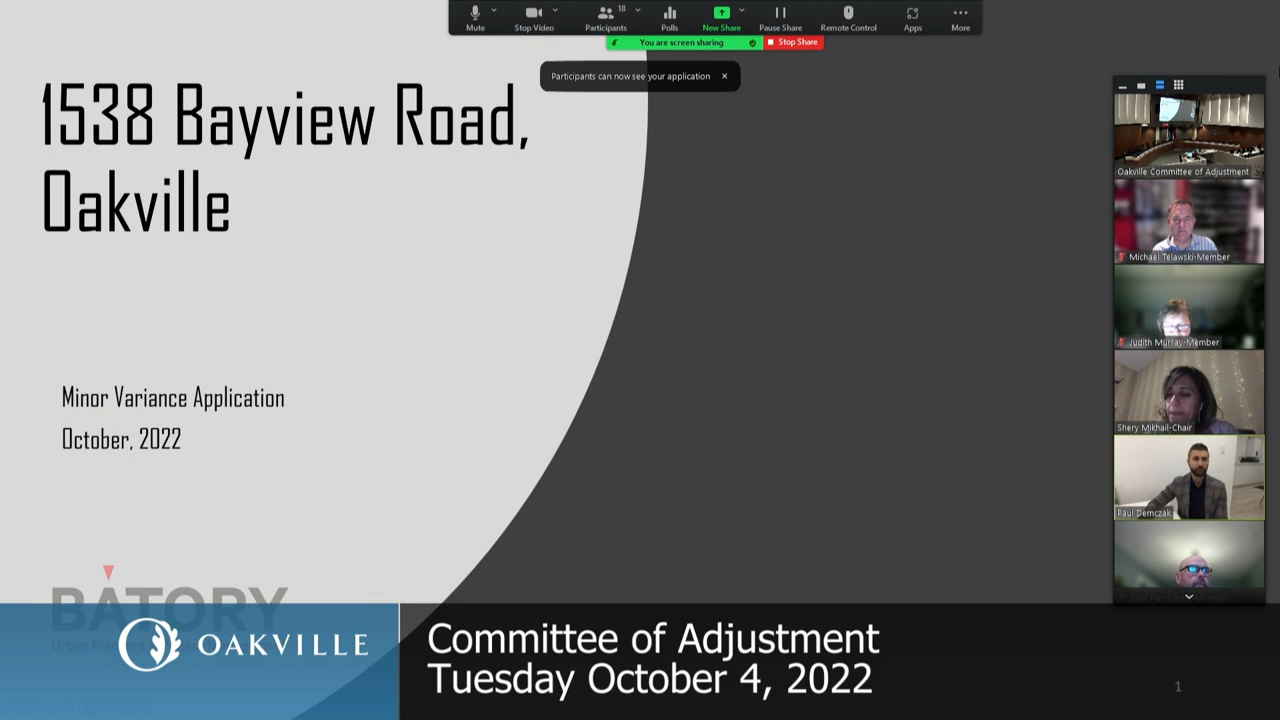 Mute
Stop Video
18
Participants
Polls
New Share
Pause Share
Remote Control
Apps
More
You are screen sharing
Stop Share
Participants can now see your application
1538 Bayview Road,
Oakville
Minor Variance Application
October, 2022
Oakville Committee of Adjustment
Michael Telawski-Member
Judith Murray-Member
Shery Mikhail-Chair
Paul Demczak
BATORY
OAKVILLE
Committee of Adjustment
Tuesday October 4, 2022
1